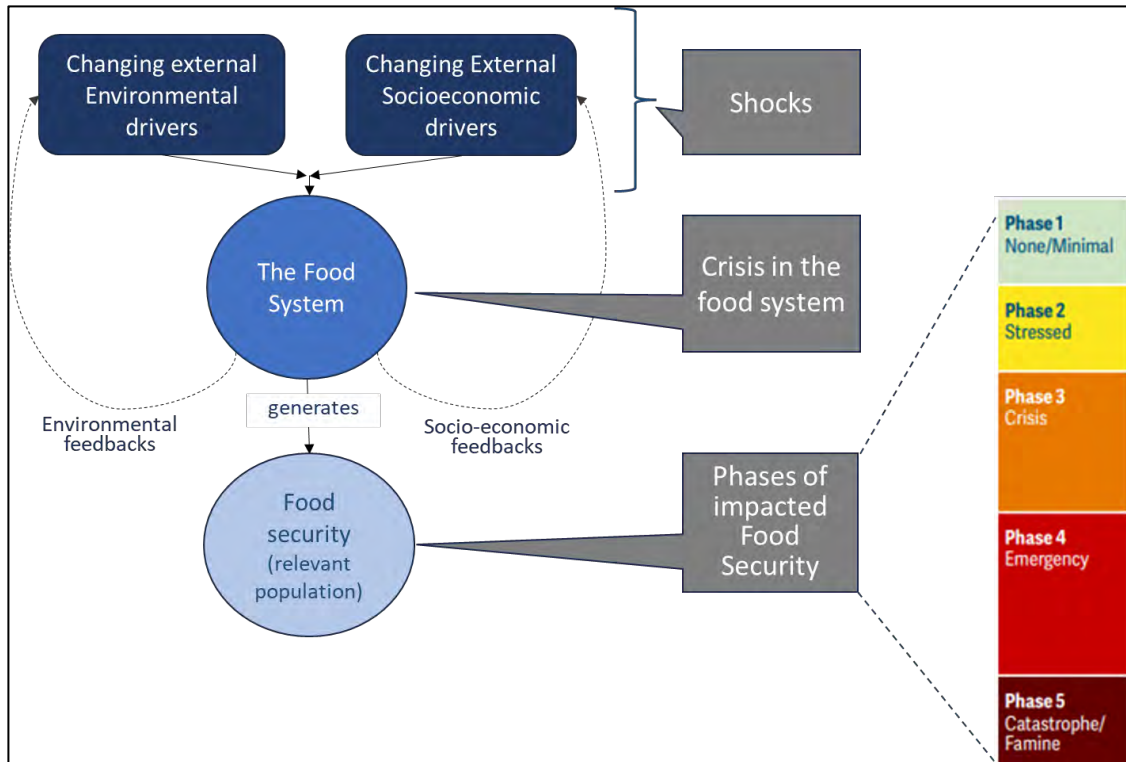 Changing external
Environmental
drivers
Changing External
Socioeconomic
drivers
Shocks
The Food
System
Crisis in the
food system
generates
Environmental
feedbacks
Socio-economic
feedbacks
Food
security
(relevant
population)
Phases of
impacted
Food
Security
Phase 1
None/Minimal
Phase 2
Stressed
Phase 3
Crisis
Phase 4
Emergency
Phase 5
Catastrophe/
Famine